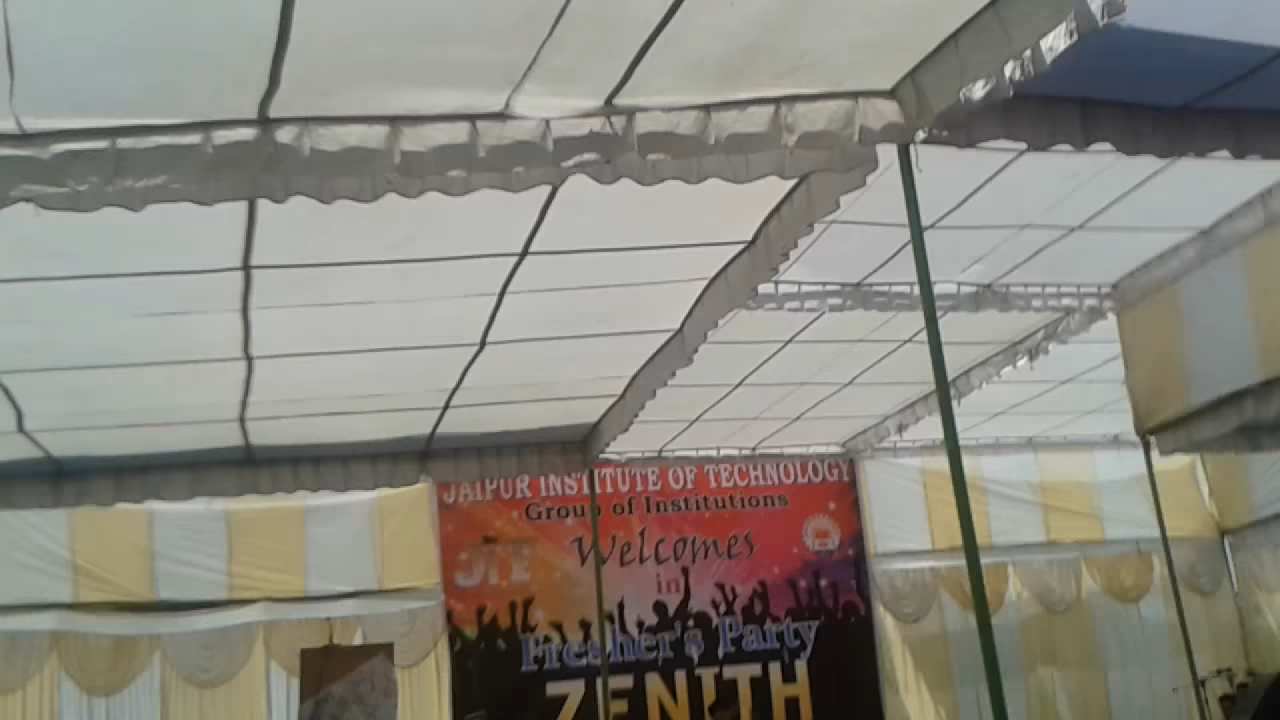 JAIPUR INSTITUTE OF TECHNOLOGY
Group of Institutions
Welcomes
in
JIT
Fresher's Party
ZENITH